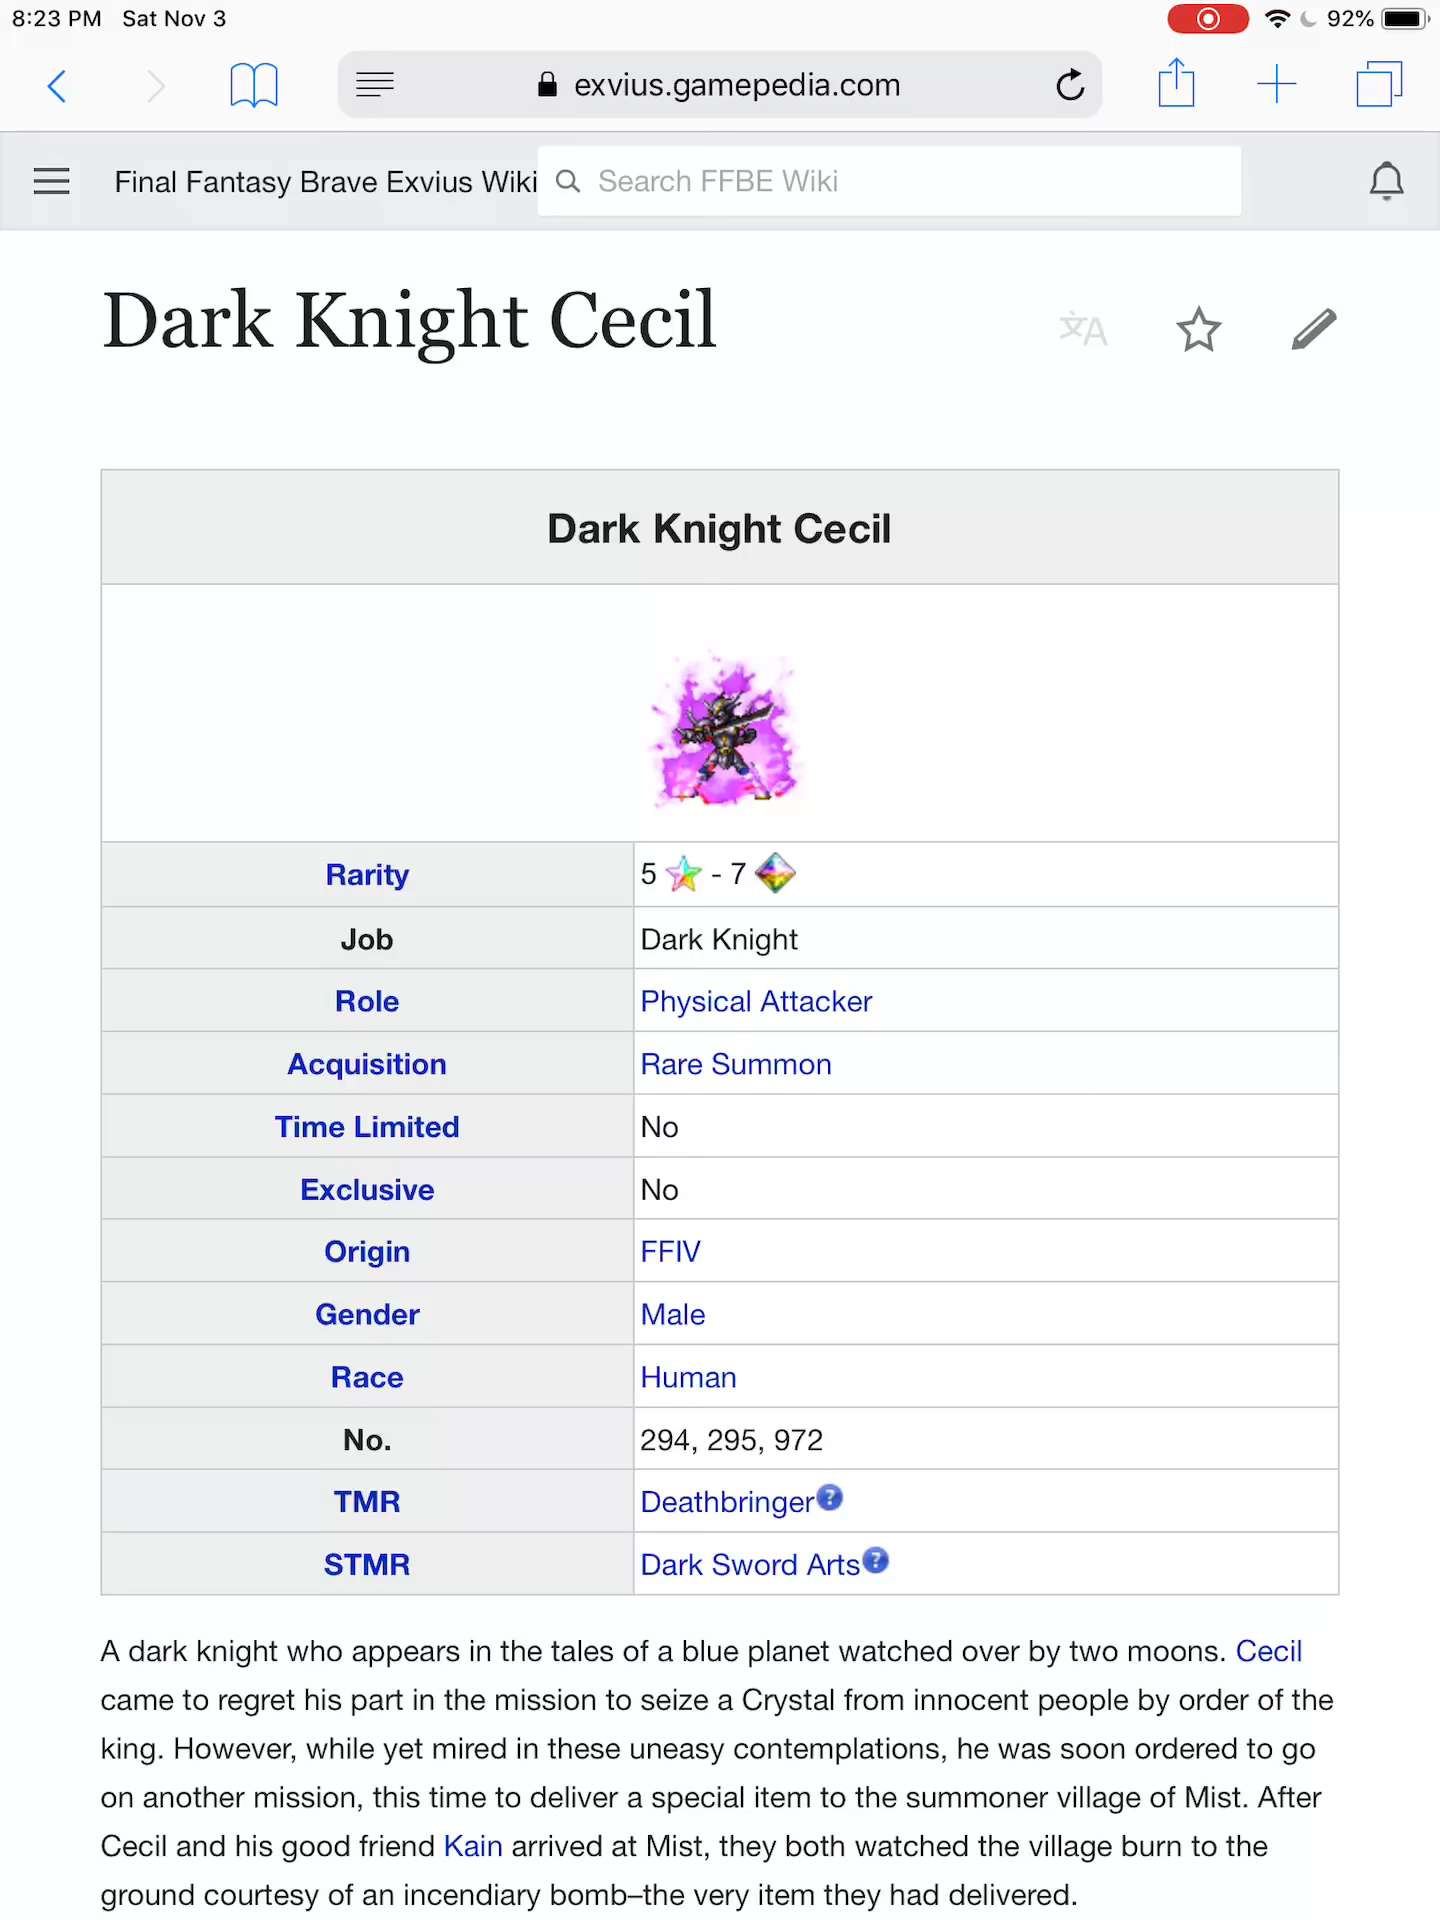 8:23 PM Sat Nov 3
92%
exvius.gamepedia.com
Final Fantasy Brave Exvius Wiki
Search FFBE Wiki
Dark Knight Cecil
文A
Dark Knight Cecil
Rarity 5 - 7
Job Dark Knight
Role Physical Attacker
Acquisition Rare Summon
Time Limited No
Exclusive No
Origin FFIV
Gender Male
Race Human
No. 294, 295, 972
TMR Deathbringer ?
STMR Dark Sword Arts ?
A dark knight who appears in the tales of a blue planet watched over by two moons. Cecil
came to regret his part in the mission to seize a Crystal from innocent people by order of the
king. However, while yet mired in these uneasy contemplations, he was soon ordered to go
on another mission, this time to deliver a special item to the summoner village of Mist. After
Cecil and his good friend Kain arrived at Mist, they both watched the village burn to the
ground courtesy of an incendiary bomb–the very item they had delivered.